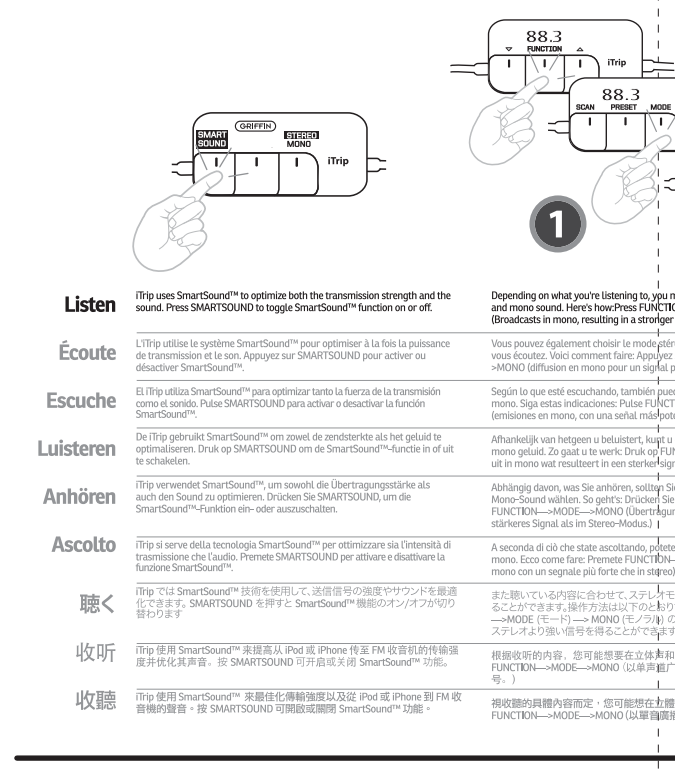 88.3
FUNCTION
iTrip
88.3
SCAN PRESET MODE
GRIFFIN
SMART
SOUND
STEREO
MONO
iTrip
1
Listen
iTrip uses SmartSound™ to optimize both the transmission strength and the
sound. Press SMARTSOUND to toggle SmartSound™ function on or off.
Depending on what you're listening to, you m
and mono sound. Here's how:Press FUNCTIO
(Broadcasts in mono, resulting in a stronger
Écoute
L'iTrip utilise le système SmartSound™ pour optimiser à la fois la puissance
de transmission et le son. Appuyez sur SMARTSOUND pour activer ou
désactiver SmartSound™.
Vous pouvez également choisir le mode stér
vous écoutez. Voici comment faire: Appuyez
>MONO (diffusion en mono pour un signal p
Escuche
El iTrip utiliza SmartSound™ para optimizar tanto la fuerza de la transmisión
como el sonido. Pulse SMARTSOUND para activar o desactivar la función
SmartSound™.
Según lo que esté escuchando, también pued
mono. Siga estas indicaciones: Pulse FUNCT
(emisiones en mono, con una señal más pote
Luisteren
De iTrip gebruikt SmartSound™ om zowel de zendsterkte als het geluid te
optimaliseren. Druk op SMARTSOUND om de SmartSound™-functie in of uit
te schakelen.
Afhankelijk van hetgeen u beluistert, kunt u
mono geluid. Zo gaat u te werk: Druk op FUN
uit in mono wat resulteert in een sterker sign
Anhören
iTrip verwendet SmartSound™, um sowohl die Übertragungsstärke als
auch den Sound zu optimieren. Drücken Sie SMARTSOUND, um die
SmartSound™-Funktion ein- oder auszuschalten.
Abhängig davon, was Sie anhören, sollten Sie
Mono-Sound wählen. So geht's: Drücken Sie
FUNCTION—>MODE—>MONO (Übertragun
stärkeres Signal als im Stereo-Modus.)
Ascolto
iTrip si serve della tecnologia SmartSound™ per ottimizzare sia l'intensità di
trasmissione che l'audio. Premete SMARTSOUND per attivare e disattivare la
funzione SmartSound™.
A seconda di ciò che state ascoltando, potete
mono. Ecco come fare: Premete FUNCTION—
mono con un segnale più forte che in stereo)
聴く
iTrip では SmartSound™ 技術を使用して、送信信号の強度やサウンドを最適
化できます。SMARTSOUND を押すと SmartSound™ 機能のオン/オフが切り
替わります
また聴いている内容に合わせて、ステレオモ
ることができます。操作方法は以下のとおり
—>MODE (モード) —> MONO (モノラル) の
ステレオより強い信号を得ることができます
收听
iTrip 使用 SmartSound™ 来提高从 iPod 或 iPhone 传至 FM 收音机的传输强
度并优化其声音。按 SMARTSOUND 可开启或关闭 SmartSound™ 功能。
根据收听的内容，您可能想要在立体声和
FUNCTION—>MODE—>MONO（以单声道广
号。)
收聽
iTrip 使用 SmartSound™ 來最佳化傳輸強度以及從 iPod 或 iPhone 到 FM 收
音機的聲音。按 SMARTSOUND 可開啟或關閉 SmartSound™ 功能。
視收聽的具體內容而定，您可能想在立體
FUNCTION—>MODE—>MONO (以單音廣播